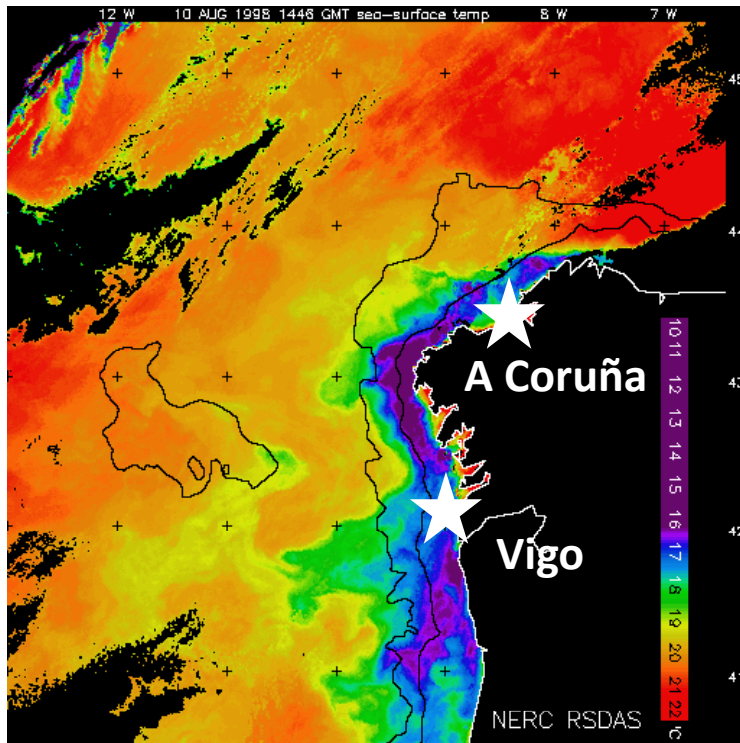 12 W 10 AUG 1998 1446 GMT sea-surface temp 8 W 7 W
45
44
A Coruña
43
Vigo
42
41
10 11 12 13 14 15 16 17 18 19 20 21 22 °C
NERC RSDAS